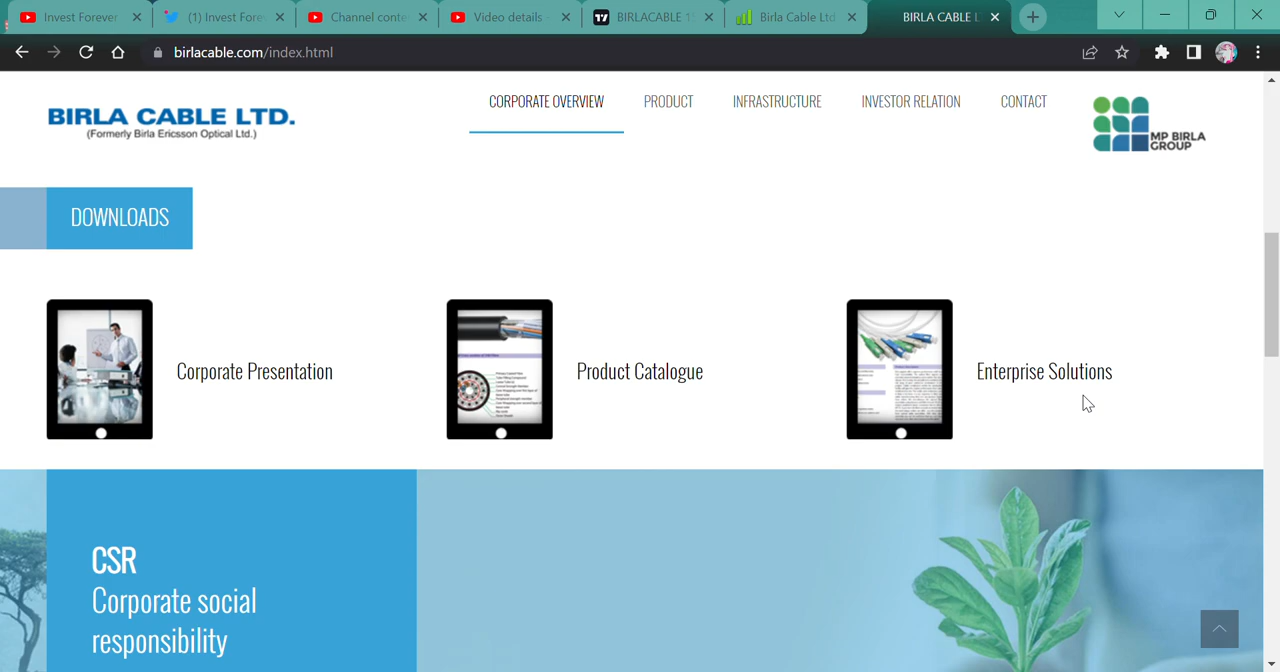 Invest Forever
(1) Invest Fore
Channel conte
Video details
BIRLACABLE 15
Birla Cable Ltd
BIRLA CABLE L
birlacable.com/index.html
BIRLA CABLE LTD.
(Formerly Birla Ericsson Optical Ltd.)
CORPORATE OVERVIEW
PRODUCT
INFRASTRUCTURE
INVESTOR RELATION
CONTACT
MP BIRLA
GROUP
DOWNLOADS
Corporate Presentation
Product Catalogue
Enterprise Solutions
CSR
Corporate social
responsibility